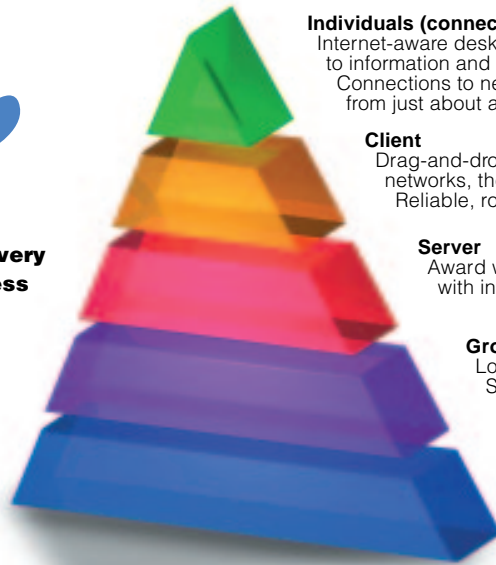 Individuals (connec
Internet-aware desk
to information and
Connections to ne
from just about a
Client
Drag-and-dro
networks, the
Reliable, ro
very
ess
Server
Award w
with in
Gro
Lo
S